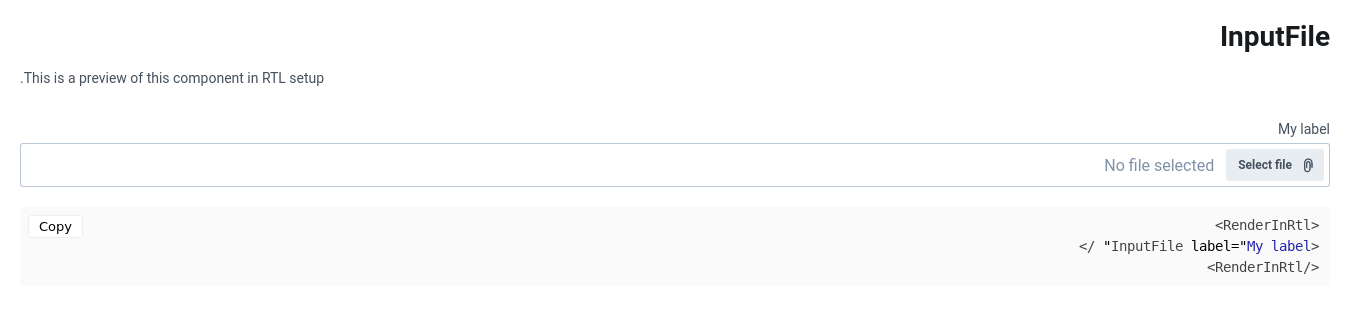 InputFile
.This is a preview of this component in RTL setup
My label
No file selected
Select file
Copy
<RenderInRtl>
</ "InputFile label="My label>
<RenderInRtl/>